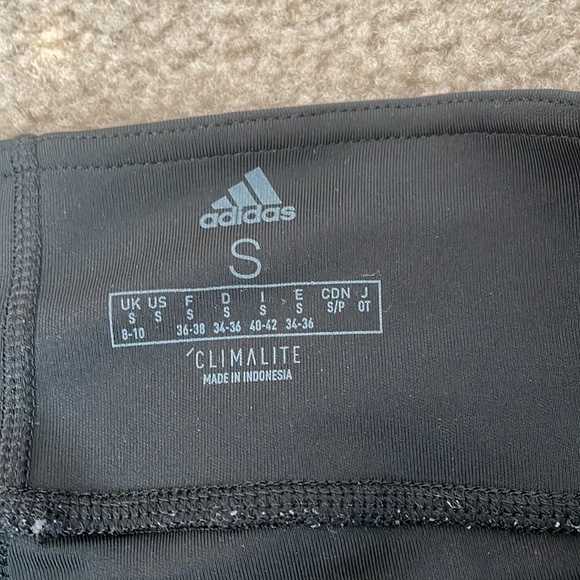 adidas
S
UK US F D I E CDN J
S S S S S S S/P OT
8-10 36-38 34-36 40-42 34-36
CLIMALITE
MADE IN INDONESIA